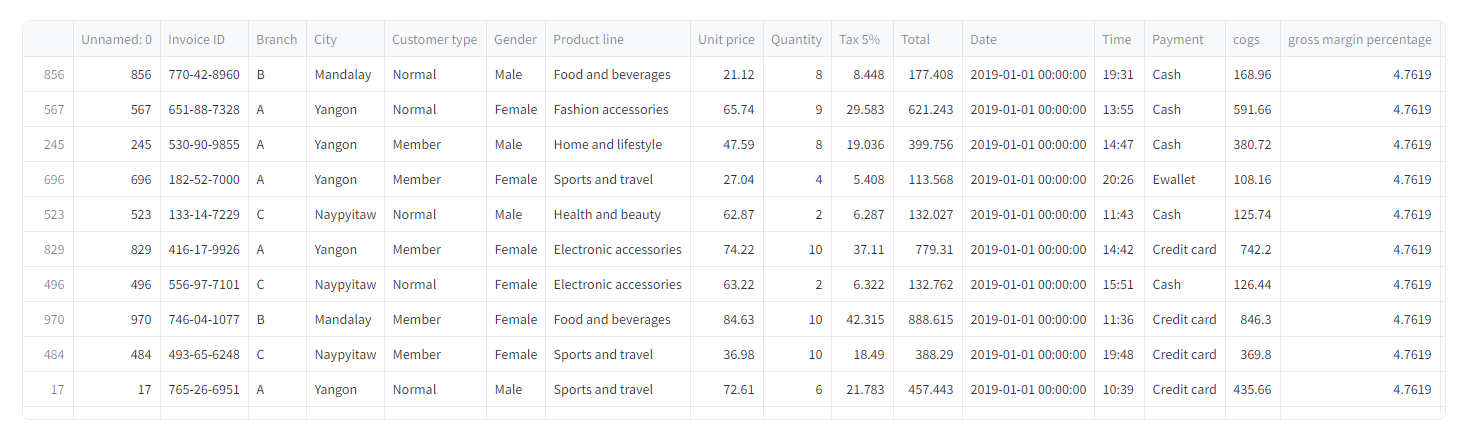 Unnamed: 0 Invoice ID Branch City Customer type Gender Product line Unit price Quantity Tax 5% Total Date Time Payment cogs gross margin percentage
856 856 770-42-8960 B Mandalay Normal Male Food and beverages 21.12 8 8.448 177.408 2019-01-01 00:00:00 19:31 Cash 168.96 4.7619
567 567 651-88-7328 A Yangon Normal Female Fashion accessories 65.74 9 29.583 621.243 2019-01-01 00:00:00 13:55 Cash 591.66 4.7619
245 245 530-90-9855 A Yangon Member Male Home and lifestyle 47.59 8 19.036 399.756 2019-01-01 00:00:00 14:47 Cash 380.72 4.7619
696 696 182-52-7000 A Yangon Member Female Sports and travel 27.04 4 5.408 113.568 2019-01-01 00:00:00 20:26 Ewallet 108.16 4.7619
523 523 133-14-7229 C Naypyitaw Normal Male Health and beauty 62.87 2 6.287 132.027 2019-01-01 00:00:00 11:43 Cash 125.74 4.7619
829 829 416-17-9926 A Yangon Member Female Electronic accessories 74.22 10 37.11 779.31 2019-01-01 00:00:00 14:42 Credit card 742.2 4.7619
496 496 556-97-7101 C Naypyitaw Normal Female Electronic accessories 63.22 2 6.322 132.762 2019-01-01 00:00:00 15:51 Cash 126.44 4.7619
970 970 746-04-1077 B Mandalay Member Female Food and beverages 84.63 10 42.315 888.615 2019-01-01 00:00:00 11:36 Credit card 846.3 4.7619
484 484 493-65-6248 C Naypyitaw Member Female Sports and travel 36.98 10 18.49 388.29 2019-01-01 00:00:00 19:48 Credit card 369.8 4.7619
17 17 765-26-6951 A Yangon Normal Male Sports and travel 72.61 6 21.783 457.443 2019-01-01 00:00:00 10:39 Credit card 435.66 4.7619